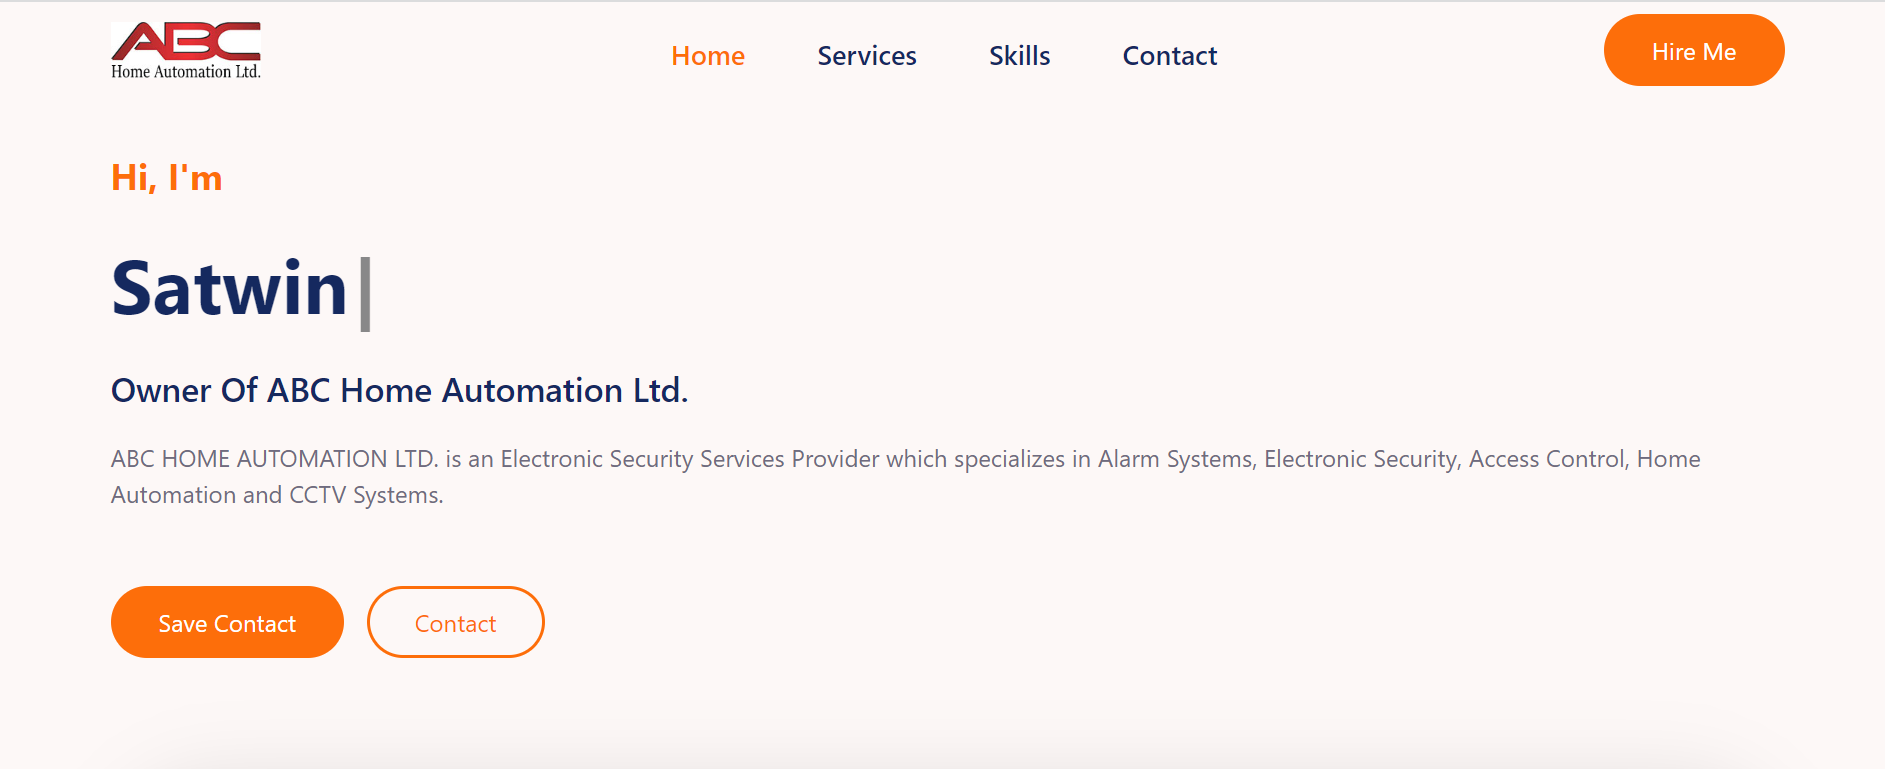 ABC
Home Automation Ltd.
Home Services Skills Contact
Hire Me
Hi, I'm
Satwin|
Owner Of ABC Home Automation Ltd.
ABC HOME AUTOMATION LTD. is an Electronic Security Services Provider which specializes in Alarm Systems, Electronic Security, Access Control, Home
Automation and CCTV Systems.
Save Contact
Contact